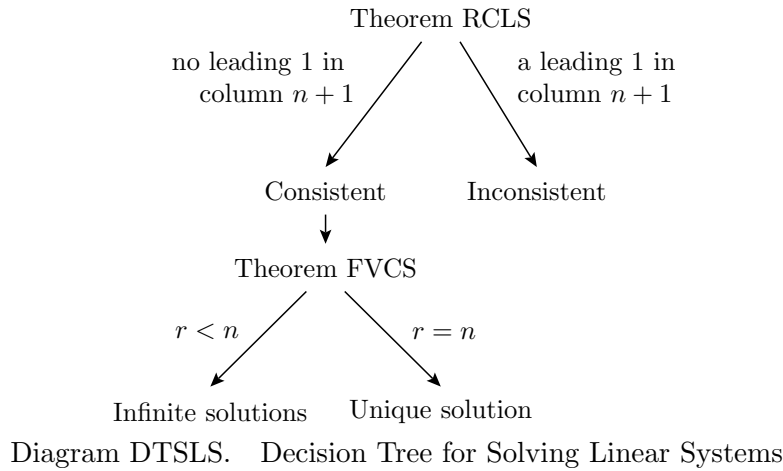 Theorem RCLS
no leading 1 in
column n + 1
a leading 1 in
column n + 1
Consistent
Inconsistent
Theorem FVCS
r < n
r = n
Infinite solutions
Unique solution
Diagram DTSLS. Decision Tree for Solving Linear Systems